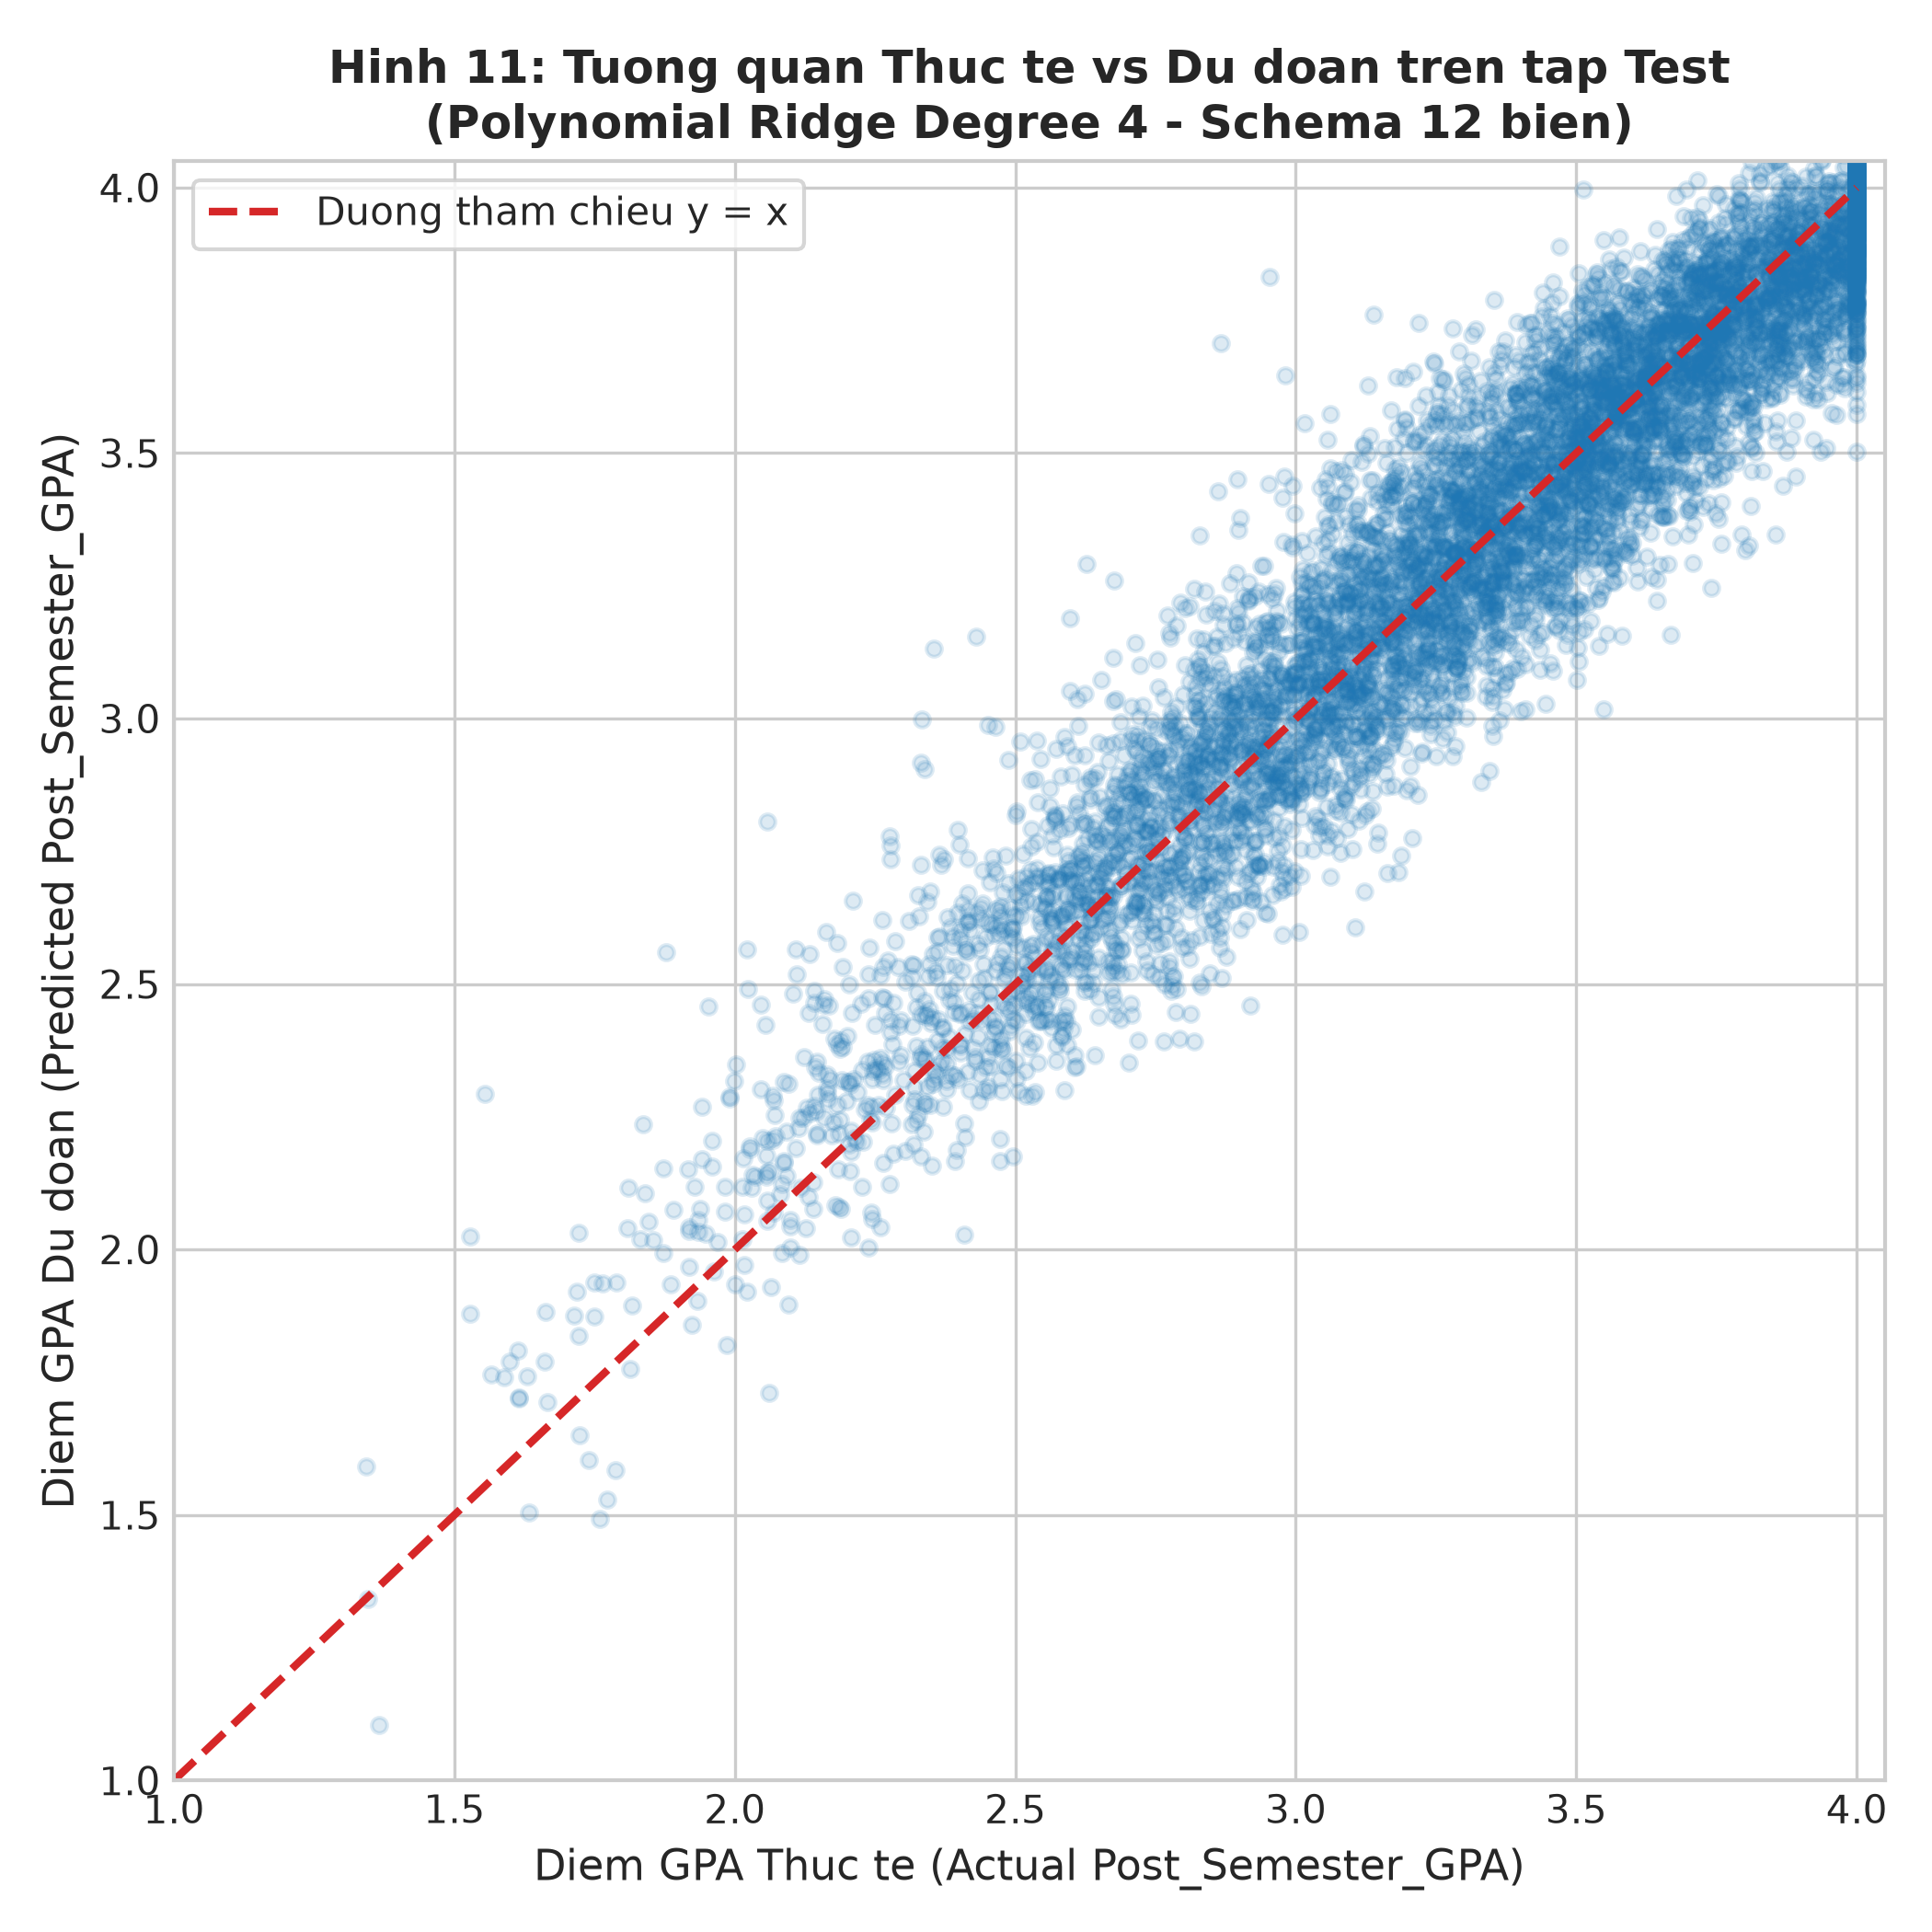 Hinh 11: Tuong quan Thuc te vs Du doan tren tap Test
(Polynomial Ridge Degree 4 - Schema 12 bien)
Duong tham chieu y = x
Diem GPA Du doan (Predicted Post_Semester_GPA)
4.0
3.5
3.0
2.5
2.0
1.5
1.0
1.0 1.5 2.0 2.5 3.0 3.5 4.0
Diem GPA Thuc te (Actual Post_Semester_GPA)